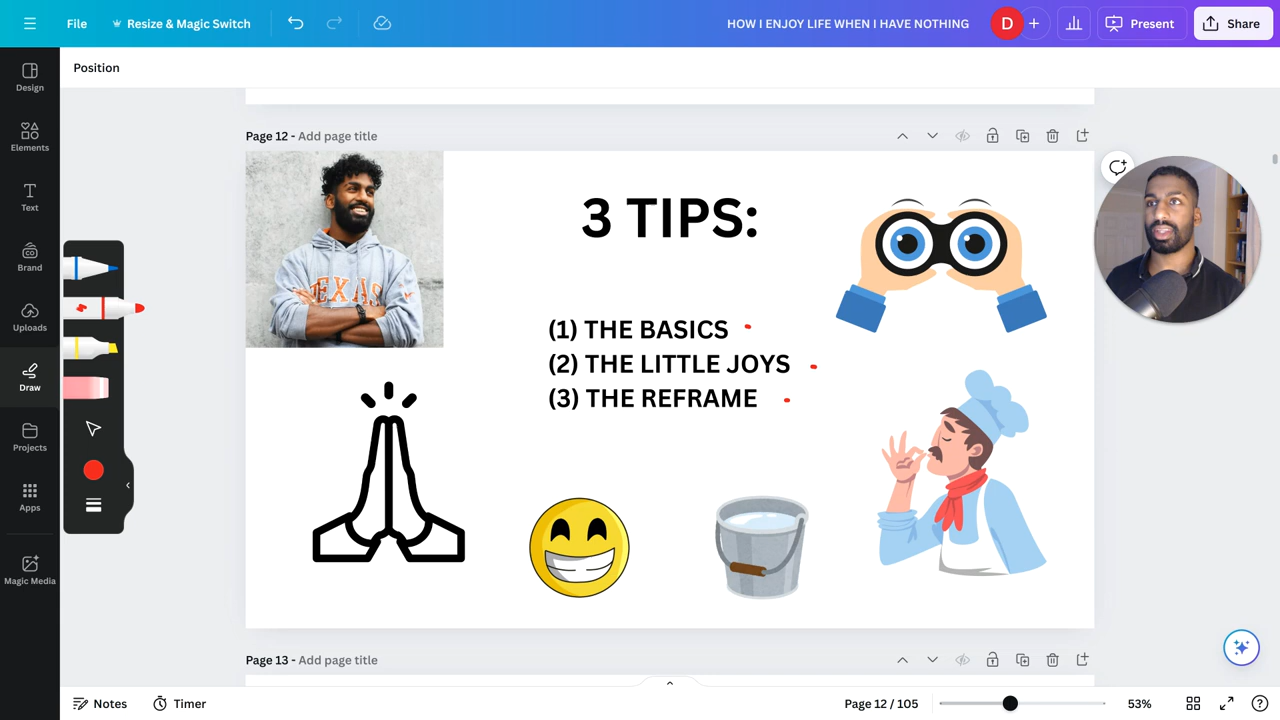 File
Resize & Magic Switch
HOW I ENJOY LIFE WHEN I HAVE NOTHING
D
Present
Share
Position
Design
Elements
Text
Brand
Uploads
Draw
Projects
Apps
Magic Media
Page 12 - Add page title
TEXAS
3 TIPS:
(1) THE BASICS
(2) THE LITTLE JOYS
(3) THE REFRAME
Page 13 - Add page title
Notes
Timer
Page 12 / 105
53%